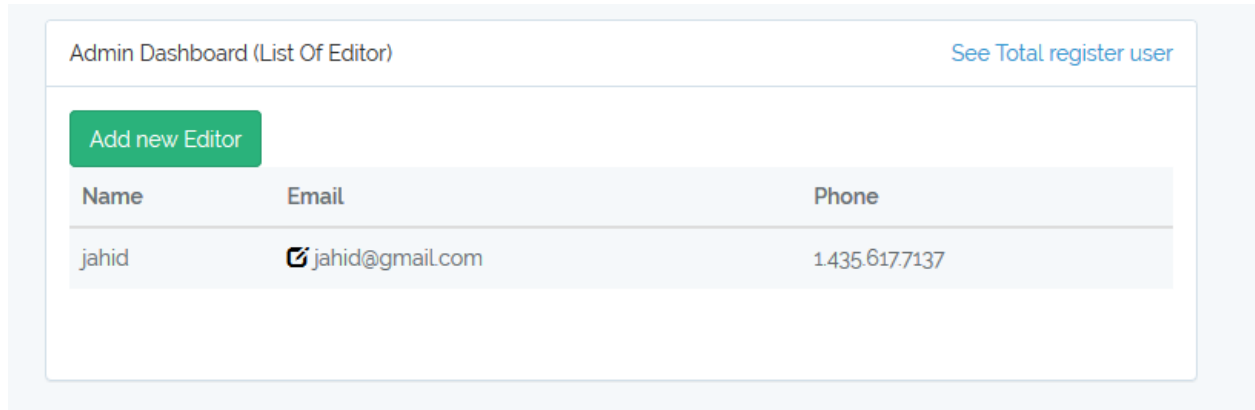 Admin Dashboard (List Of Editor) See Total register user
Add new Editor
Name Email Phone
jahid jahid@gmail.com 1.435.617.7137